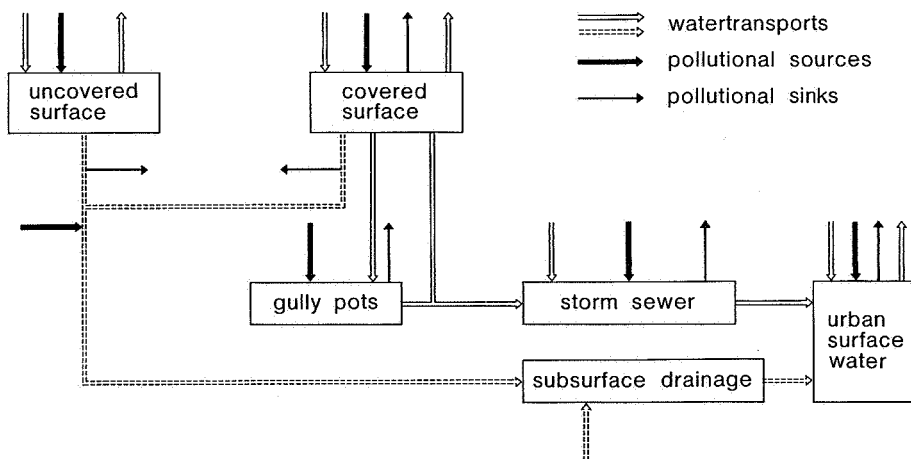 watertransports
uncovered
surface
covered
surface
pollutional sources
pollutional sinks
gully pots
storm sewer
urban
surface
water
subsurface drainage